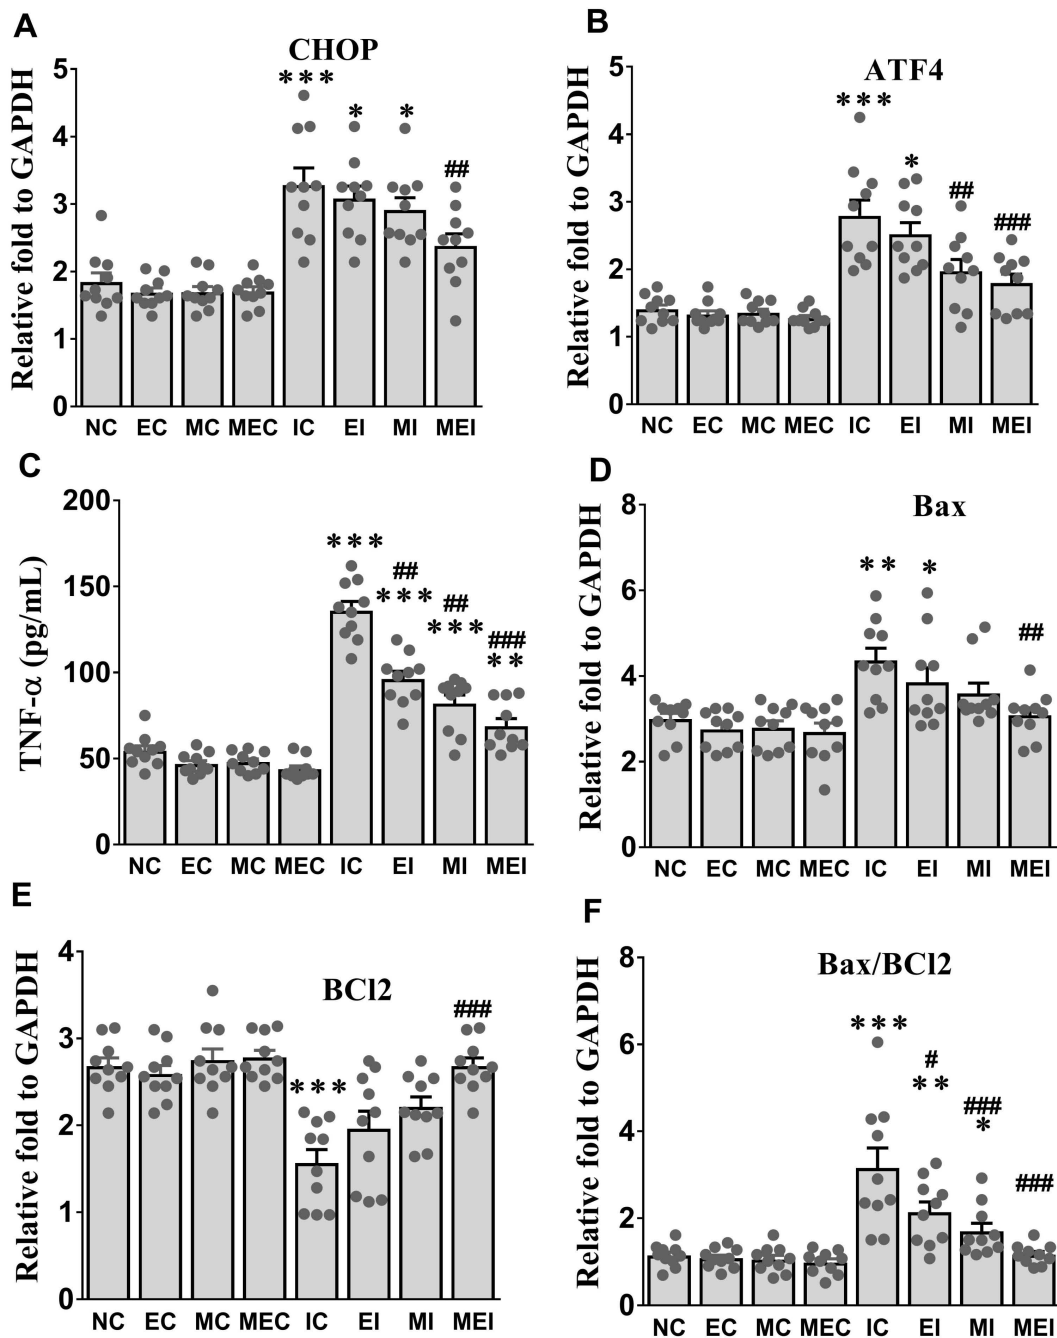 A
CHOP
Relative fold to GAPDH
5
4
3
2
1
0
***
*
*
##
NC EC MC MEC IC EI MI MEI
B
ATF4
Relative fold to GAPDH
5
4
3
2
1
0
***
*
##
###
NC EC MC MEC IC EI MI MEI
C
TNF-α (pg/mL)
200
150
100
50
0
***
##
***
##
***
###
**
NC EC MC MEC IC EI MI MEI
D
Bax
Relative fold to GAPDH
8
6
4
2
0
**
*
##
NC EC MC MEC IC EI MI MEI
E
BCl2
Relative fold to GAPDH
4
3
2
1
0
***
###
NC EC MC MEC IC EI MI MEI
F
Bax/BCl2
Relative fold to GAPDH
8
6
4
2
0
***
#
**
###
*
###
NC EC MC MEC IC EI MI MEI